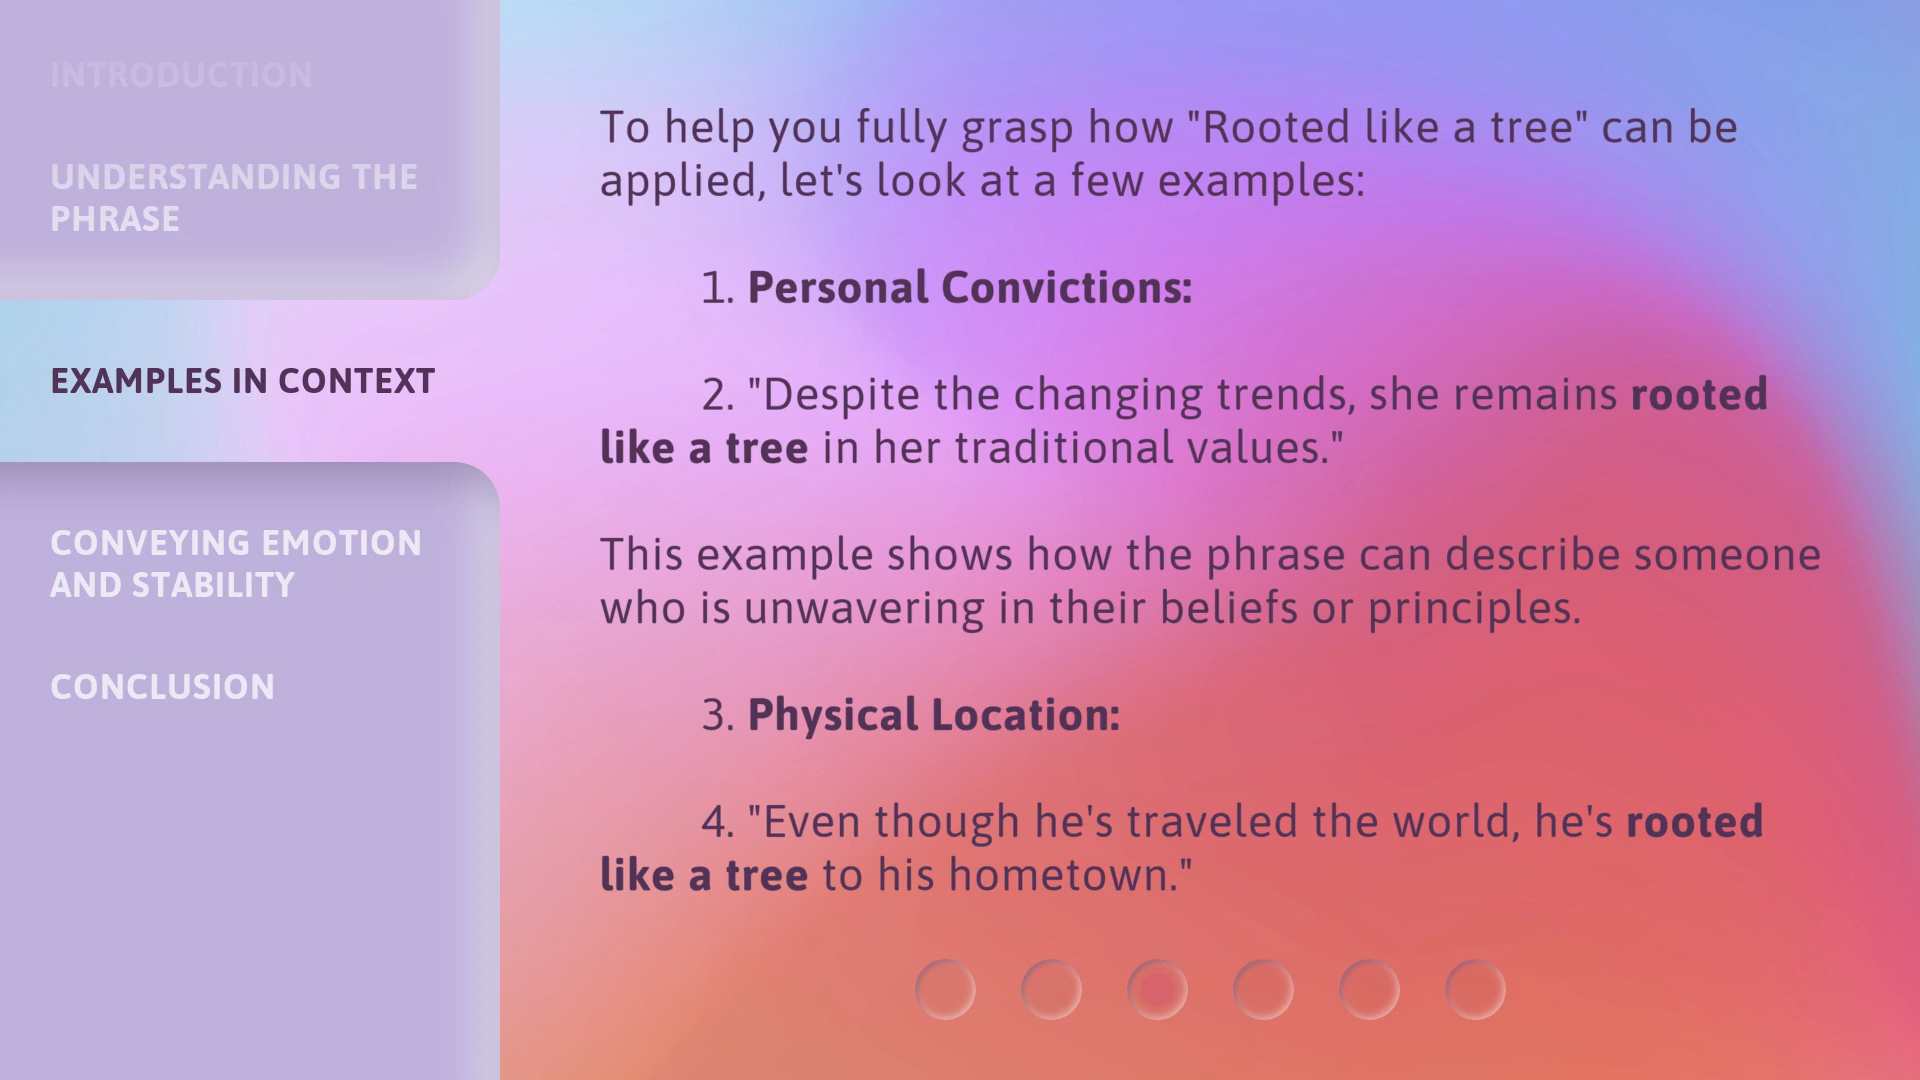 INTRODUCTION
UNDERSTANDING THE
PHRASE
EXAMPLES IN CONTEXT
CONVEYING EMOTION
AND STABILITY
CONCLUSION
To help you fully grasp how "Rooted like a tree" can be
applied, let's look at a few examples:
1. Personal Convictions:
2. "Despite the changing trends, she remains rooted
like a tree in her traditional values."
This example shows how the phrase can describe someone
who is unwavering in their beliefs or principles.
3. Physical Location:
4. "Even though he's traveled the world, he's rooted
like a tree to his hometown."